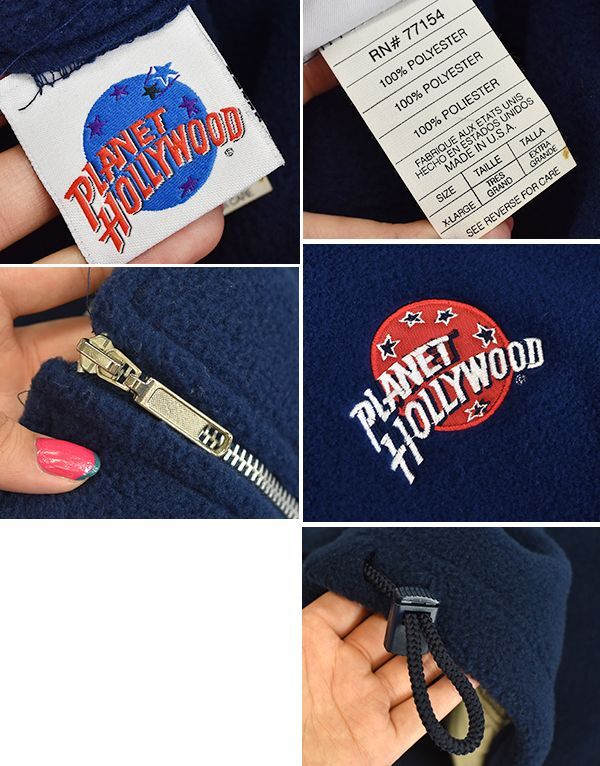 PLANET
HOLLYWOOD
®
RN# 77154
100% POLYESTER
100% POLYESTER
100% POLIESTER
FABRIQUE AUX ETATS UNIS
HECHO EN ESTADOS UNIDOS
MADE IN U.S.A.
SIZE TAILLE TALLA
X-LARGE TRES GRAND EXTRA GRANDE
SEE REVERSE FOR CARE
PLANET
HOLLYWOOD
®